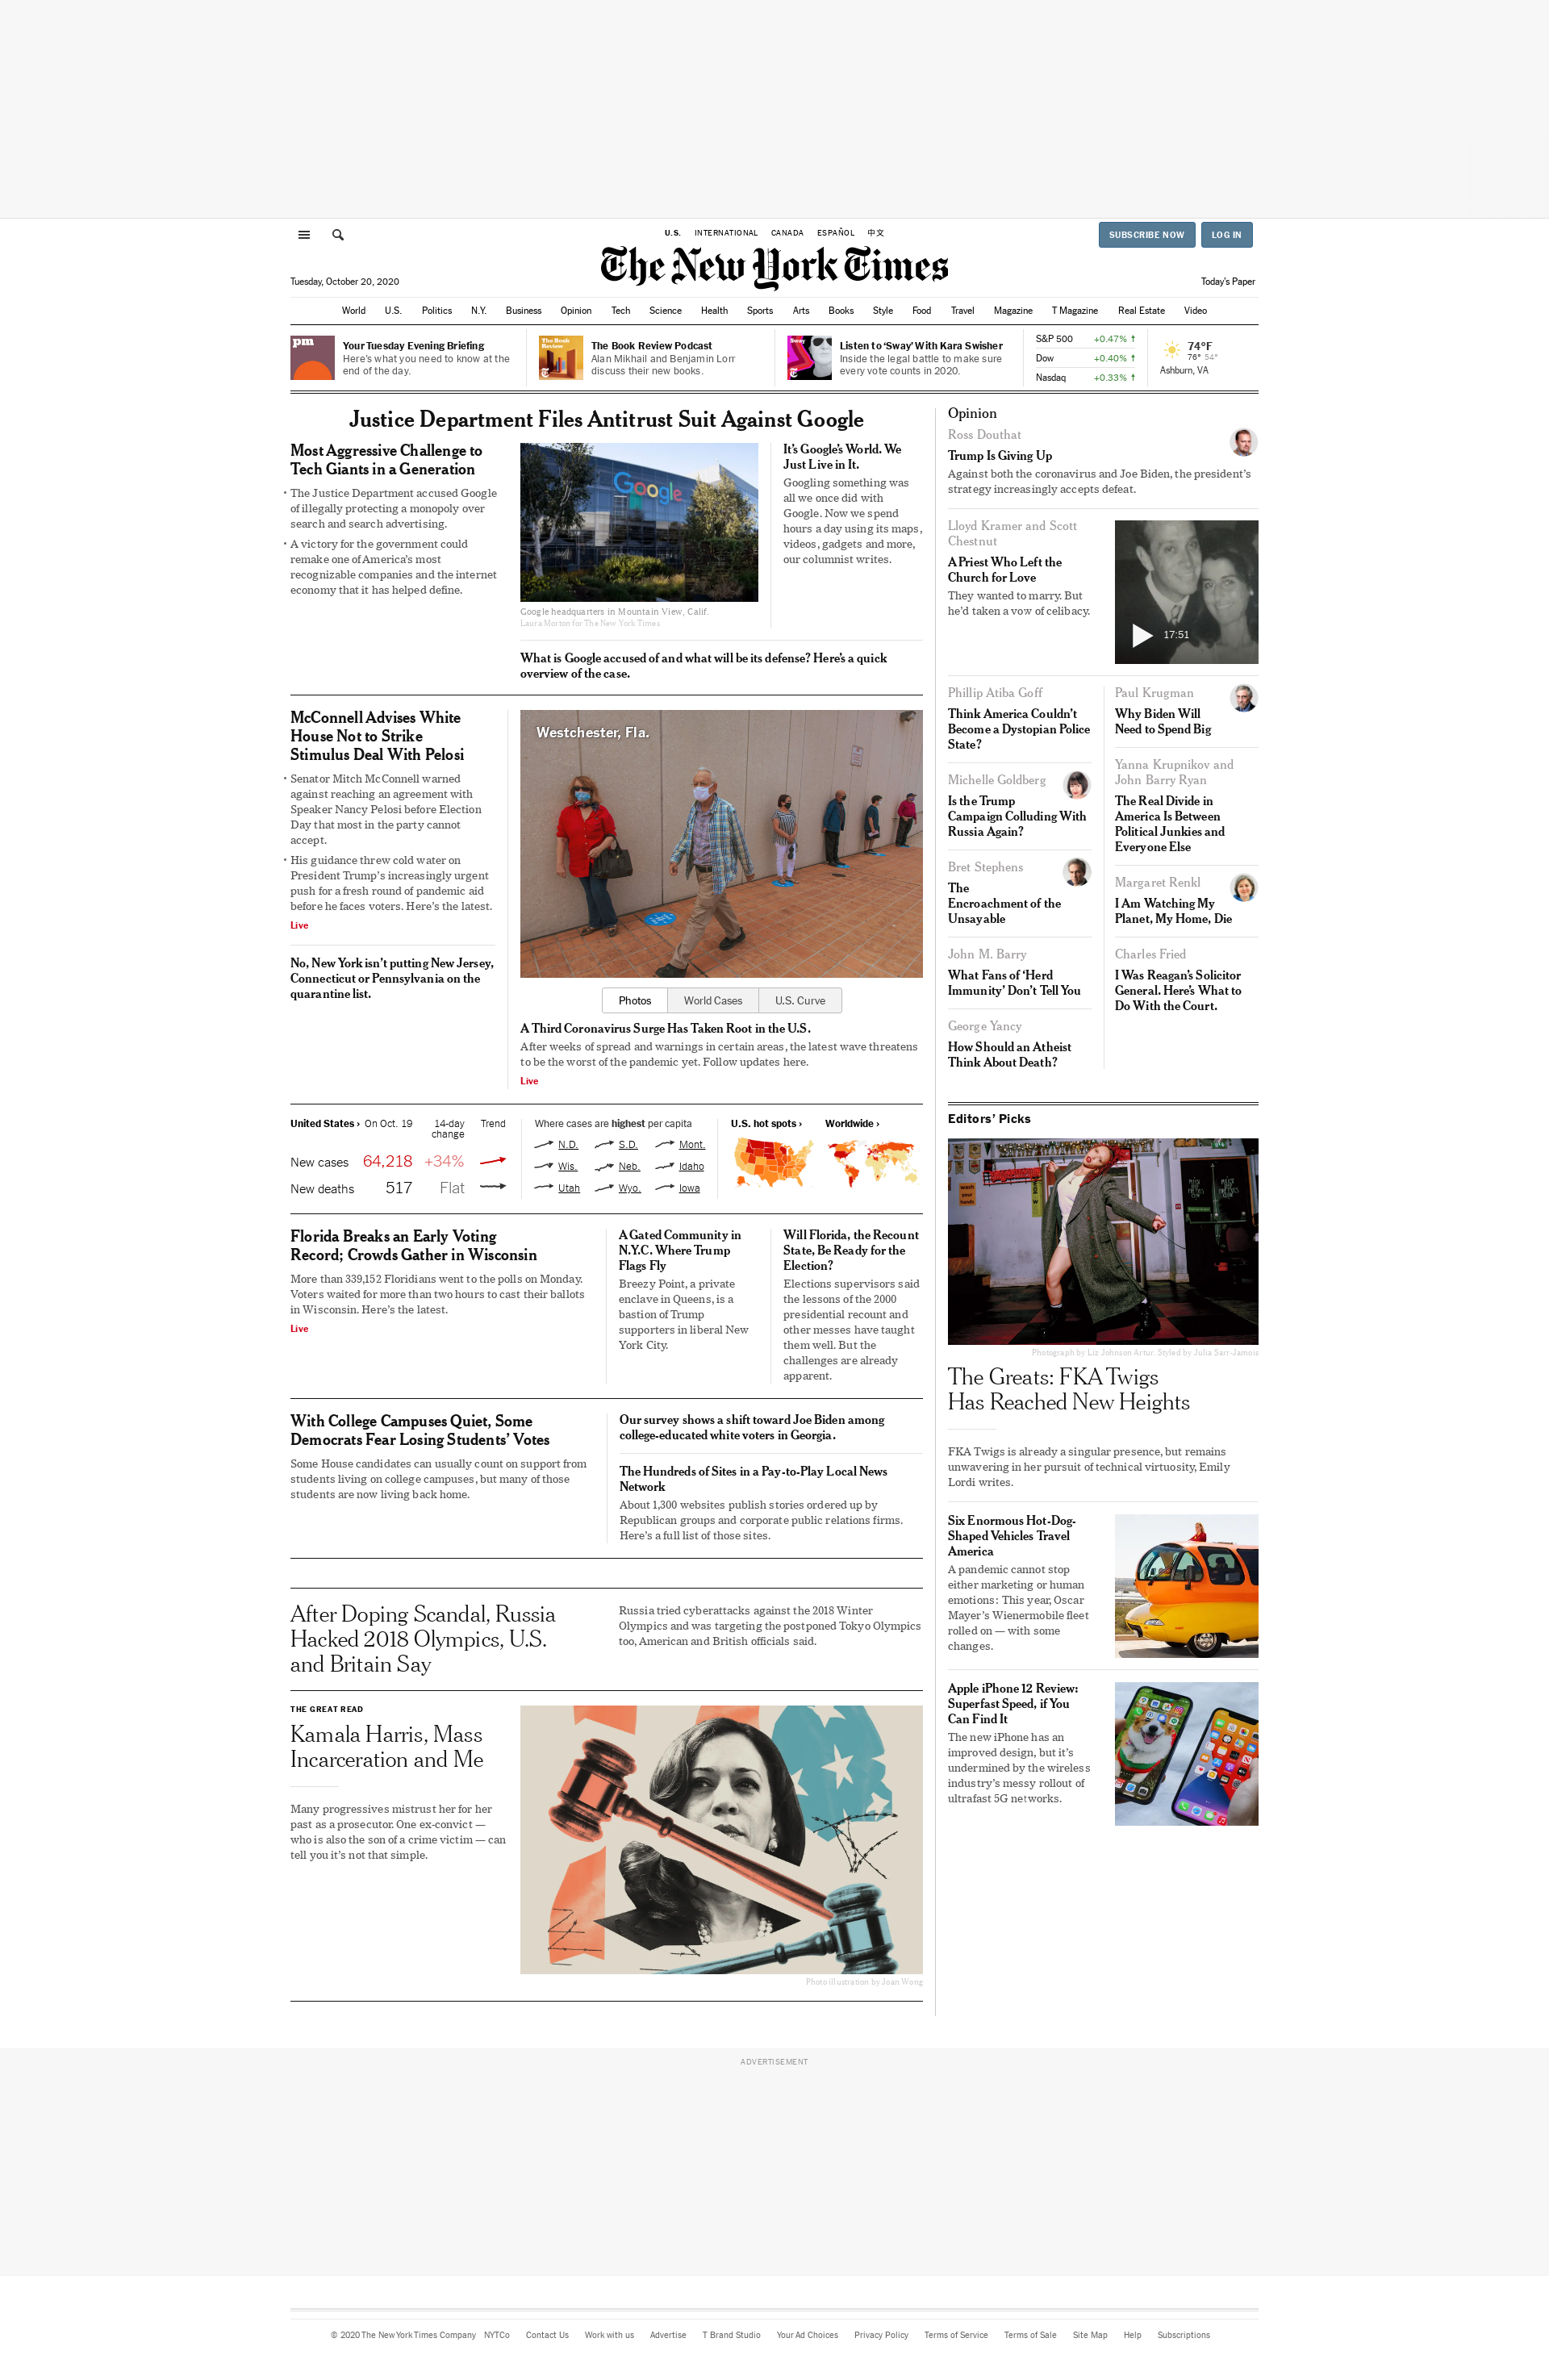 U.S. INTERNATIONAL CANADA ESPAÑOL 中文
SUBSCRIBE NOW LOG IN
The New York Times
Tuesday, October 20, 2020
Today's Paper
World U.S. Politics N.Y. Business Opinion Tech Science Health Sports Arts Books Style Food Travel Magazine T Magazine Real Estate Video
pm
Your Tuesday Evening Briefing
Here's what you need to know at the
end of the day.
The Book
Review
The Book Review Podcast
Alan Mikhail and Benjamin Lorr
discuss their new books.
Sway
Listen to ‘Sway’ With Kara Swisher
Inside the legal battle to make sure
every vote counts in 2020.
S&P 500 +0.47%
Dow +0.40%
Nasdaq +0.33%
74°F
76° 54°
Ashburn, VA
Justice Department Files Antitrust Suit Against Google
Most Aggressive Challenge to
Tech Giants in a Generation
• The Justice Department accused Google
of illegally protecting a monopoly over
search and search advertising.
• A victory for the government could
remake one of America’s most
recognizable companies and the internet
economy that it has helped define.
Google
Google headquarters in Mountain View, Calif.
Laura Morton for The New York Times
It’s Google’s World. We
Just Live in It.
Googling something was
all we once did with
Google. Now we spend
hours a day using its maps,
videos, gadgets and more,
our columnist writes.
What is Google accused of and what will be its defense? Here’s a quick
overview of the case.
McConnell Advises White
House Not to Strike
Stimulus Deal With Pelosi
• Senator Mitch McConnell warned
against reaching an agreement with
Speaker Nancy Pelosi before Election
Day that most in the party cannot
accept.
• His guidance threw cold water on
President Trump’s increasingly urgent
push for a fresh round of pandemic aid
before he faces voters. Here’s the latest.
Live
No, New York isn’t putting New Jersey,
Connecticut or Pennsylvania on the
quarantine list.
Westchester, Fla.
Photos World Cases U.S. Curve
A Third Coronavirus Surge Has Taken Root in the U.S.
After weeks of spread and warnings in certain areas, the latest wave threatens
to be the worst of the pandemic yet. Follow updates here.
Live
United States › On Oct. 19 14-day Trend
change
New cases 64,218 +34%
New deaths 517 Flat
Where cases are highest per capita
N.D. S.D. Mont.
Wis. Neb. Idaho
Utah Wyo. Iowa
U.S. hot spots › Worldwide ›
Florida Breaks an Early Voting
Record; Crowds Gather in Wisconsin
More than 339,152 Floridians went to the polls on Monday.
Voters waited for more than two hours to cast their ballots
in Wisconsin. Here’s the latest.
Live
A Gated Community in
N.Y.C. Where Trump
Flags Fly
Breezy Point, a private
enclave in Queens, is a
bastion of Trump
supporters in liberal New
York City.
Will Florida, the Recount
State, Be Ready for the
Election?
Elections supervisors said
the lessons of the 2000
presidential recount and
other messes have taught
them well. But the
challenges are already
apparent.
With College Campuses Quiet, Some
Democrats Fear Losing Students’ Votes
Some House candidates can usually count on support from
students living on college campuses, but many of those
students are now living back home.
Our survey shows a shift toward Joe Biden among
college-educated white voters in Georgia.
The Hundreds of Sites in a Pay-to-Play Local News
Network
About 1,300 websites publish stories ordered up by
Republican groups and corporate public relations firms.
Here’s a full list of those sites.
After Doping Scandal, Russia
Hacked 2018 Olympics, U.S.
and Britain Say
Russia tried cyberattacks against the 2018 Winter
Olympics and was targeting the postponed Tokyo Olympics
too, American and British officials said.
THE GREAT READ
Kamala Harris, Mass
Incarceration and Me
Many progressives mistrust her for her
past as a prosecutor. One ex-convict —
who is also the son of a crime victim — can
tell you it’s not that simple.
Photo illustration by Joan Wong
Opinion
Ross Douthat
Trump Is Giving Up
Against both the coronavirus and Joe Biden, the president’s
strategy increasingly accepts defeat.
Lloyd Kramer and Scott
Chestnut
A Priest Who Left the
Church for Love
They wanted to marry. But
he’d taken a vow of celibacy.
17:51
Phillip Atiba Goff
Think America Couldn’t
Become a Dystopian Police
State?
Michelle Goldberg
Is the Trump
Campaign Colluding With
Russia Again?
Bret Stephens
The
Encroachment of the
Unsayable
John M. Barry
What Fans of ‘Herd
Immunity’ Don’t Tell You
George Yancy
How Should an Atheist
Think About Death?
Paul Krugman
Why Biden Will
Need to Spend Big
Yanna Krupnikov and
John Barry Ryan
The Real Divide in
America Is Between
Political Junkies and
Everyone Else
Margaret Renkl
I Am Watching My
Planet, My Home, Die
Charles Fried
I Was Reagan’s Solicitor
General. Here’s What to
Do With the Court.
Editors’ Picks
wash
your
hands
Photograph by Liz Johnson Artur. Styled by Julia Sarr-Jamois
The Greats: FKA Twigs
Has Reached New Heights
FKA Twigs is already a singular presence, but remains
unwavering in her pursuit of technical virtuosity, Emily
Lordi writes.
Six Enormous Hot-Dog-
Shaped Vehicles Travel
America
A pandemic cannot stop
either marketing or human
emotions: This year, Oscar
Mayer’s Wienermobile fleet
rolled on — with some
changes.
Apple iPhone 12 Review:
Superfast Speed, if You
Can Find It
The new iPhone has an
improved design, but it’s
undermined by the wireless
industry’s messy rollout of
ultrafast 5G networks.
ADVERTISEMENT
© 2020 The New York Times Company NYTCo Contact Us Work with us Advertise T Brand Studio Your Ad Choices Privacy Policy Terms of Service Terms of Sale Site Map Help Subscriptions